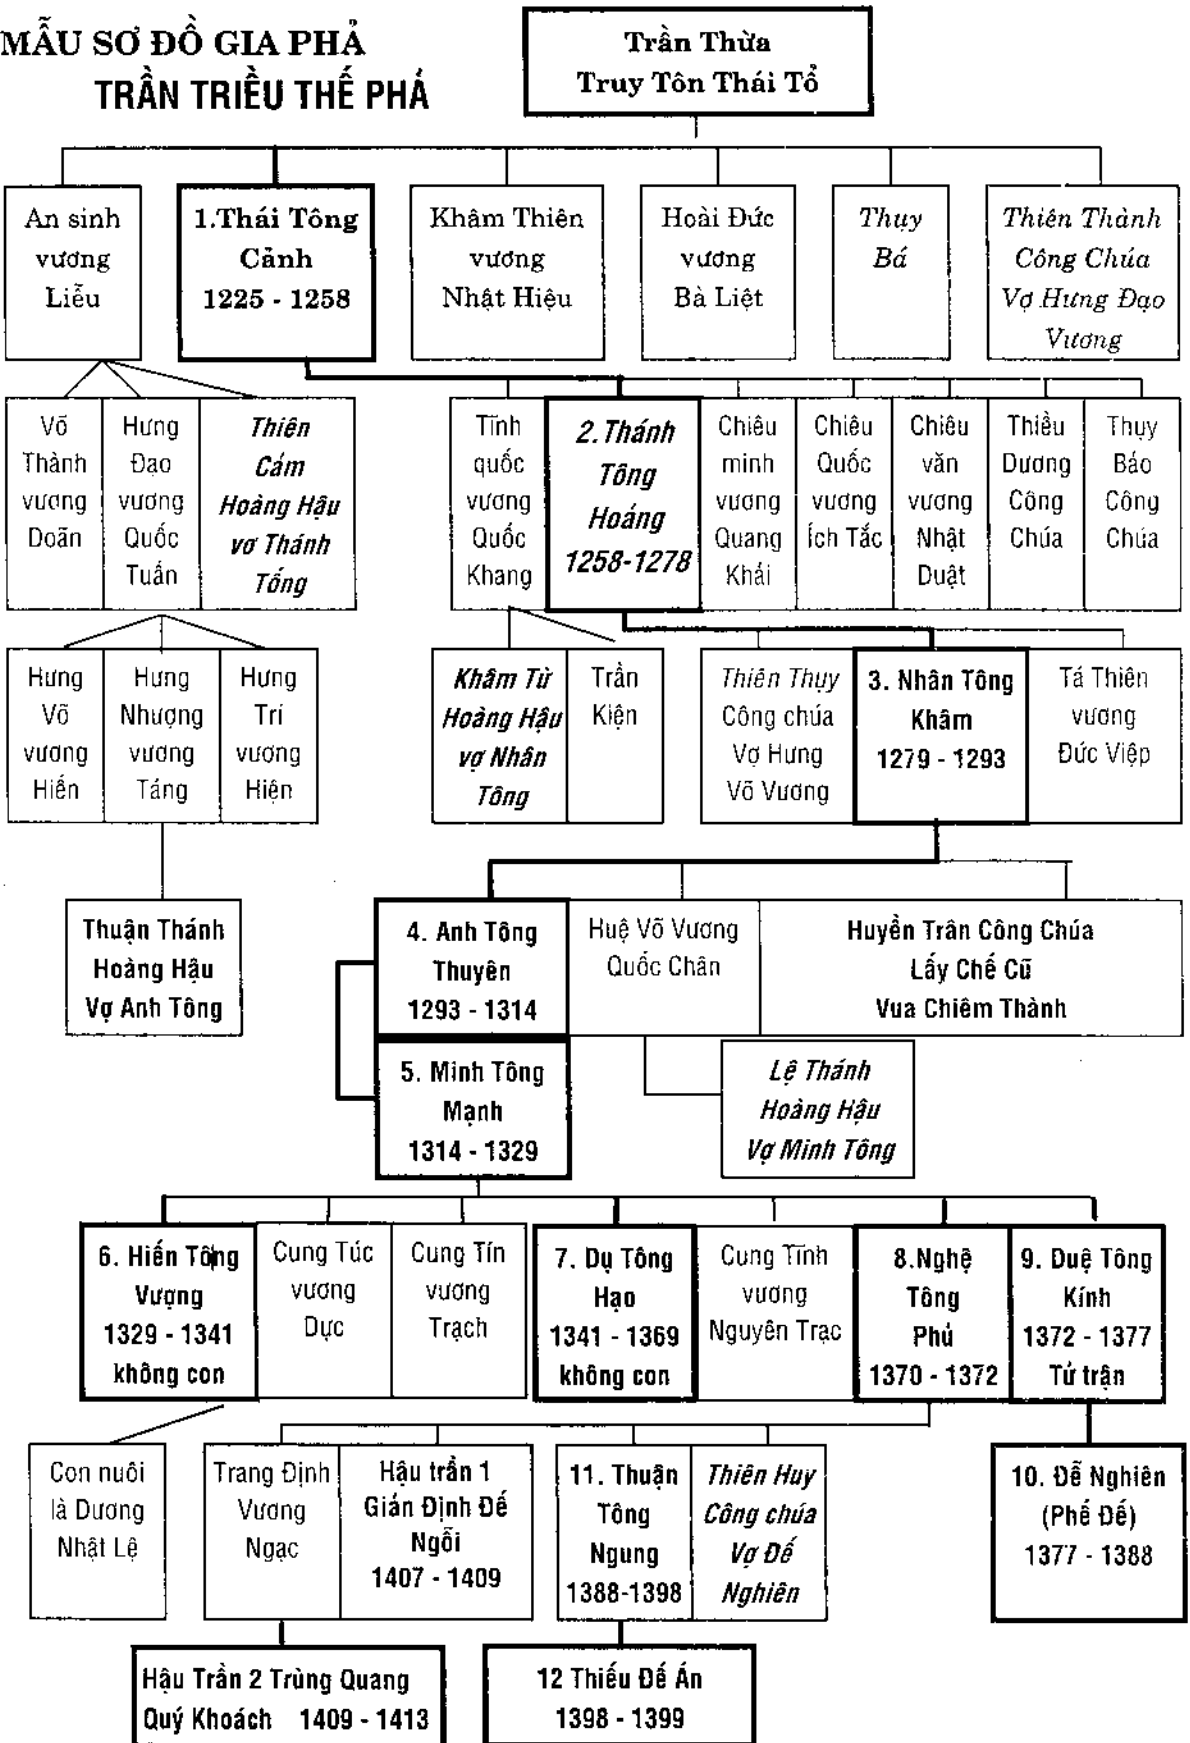 MẪU SƠ ĐỒ GIA PHẢ
TRẦN TRIỀU THẾ PHẢ
Trần Thừa
Truy Tôn Thái Tổ
An sinh
vương
Liễu
1.Thái Tông
Cảnh
1225 - 1258
Khâm Thiên
vương
Nhật Hiệu
Hoài Đức
vương
Bà Liệt
Thụy
Bá
Thiên Thành
Công Chúa
Vợ Hưng Đạo
Vương
Võ
Thành
vương
Doãn
Hưng
Đạo
vương
Quốc
Tuấn
Thiên
Cảm
Hoàng Hậu
vơ Thánh
Tống
Tĩnh
quốc
vương
Quốc
Khang
2.Thánh
Tông
Hoảng
1258-1278
Chiêu
minh
vương
Quang
Khải
Chiêu
Quốc
vương
Ích Tắc
Chiêu
văn
vương
Nhật
Duật
Thiều
Dương
Công
Chúa
Thụy
Bảo
Công
Chúa
Hưng
Võ
vương
Hiến
Hưng
Nhượng
vương
Tảng
Hưng
Trí
vương
Hiện
Khâm Từ
Hoàng Hậu
vợ Nhân
Tông
Trần
Kiện
Thiên Thụy
Công chúa
Vợ Hưng
Võ Vương
3. Nhân Tông
Khâm
1279 - 1293
Tả Thiên
vương
Đức Việp
Thuận Thánh
Hoàng Hậu
Vợ Anh Tông
4. Anh Tông
Thuyên
1293 - 1314
Huệ Võ Vương
Quốc Chân
Huyền Trân Công Chúa
Lấy Chế Cũ
Vua Chiêm Thành
5. Minh Tông
Mạnh
1314 - 1329
Lệ Thánh
Hoàng Hậu
Vợ Minh Tông
6. Hiến Tông
Vượng
1329 - 1341
không con
Cung Túc
vương
Dực
Cung Tín
vương
Trạch
7. Dụ Tông
Hạo
1341 - 1369
không con
Cung Tĩnh
vương
Nguyên Trạc
8.Nghệ
Tông
Phủ
1370 - 1372
9. Duệ Tông
Kính
1372 - 1377
Tử trận
Con nuôi
là Dương
Nhật Lệ
Trang Định
Vương
Ngạc
Hậu trần 1
Giản Định Đế
Ngỗi
1407 - 1409
11. Thuận
Tông
Ngung
1388-1398
Thiên Huy
Công chúa
Vợ Đế
Nghiên
10. Đế Nghiên
(Phế Đế)
1377 - 1388
Hậu Trần 2 Trùng Quang
Quý Khoách 1409 - 1413
12 Thiếu Đế Án
1398 - 1399